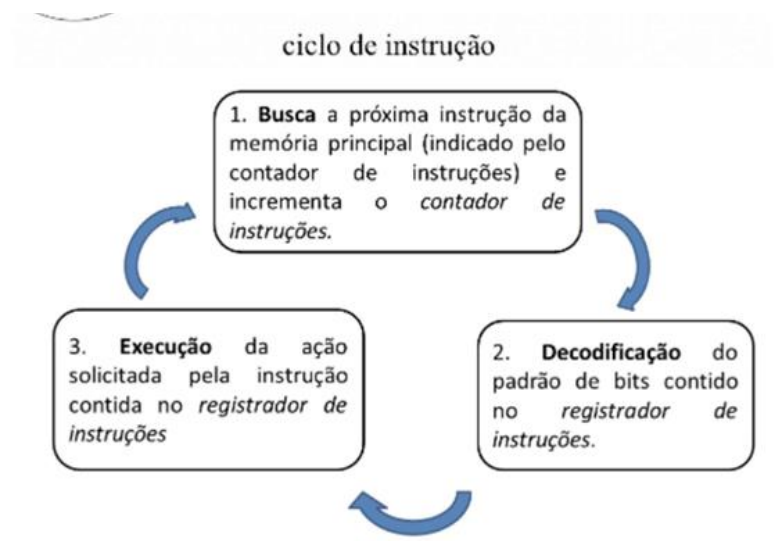 ciclo de instrução
1. Busca a próxima instrução da
memória principal (indicado pelo
contador de instruções) e
incrementa o contador de
instruções.
3. Execução da ação
solicitada pela instrução
contida no registrador de
instruções
2. Decodificação do
padrão de bits contido
no registrador de
instruções.